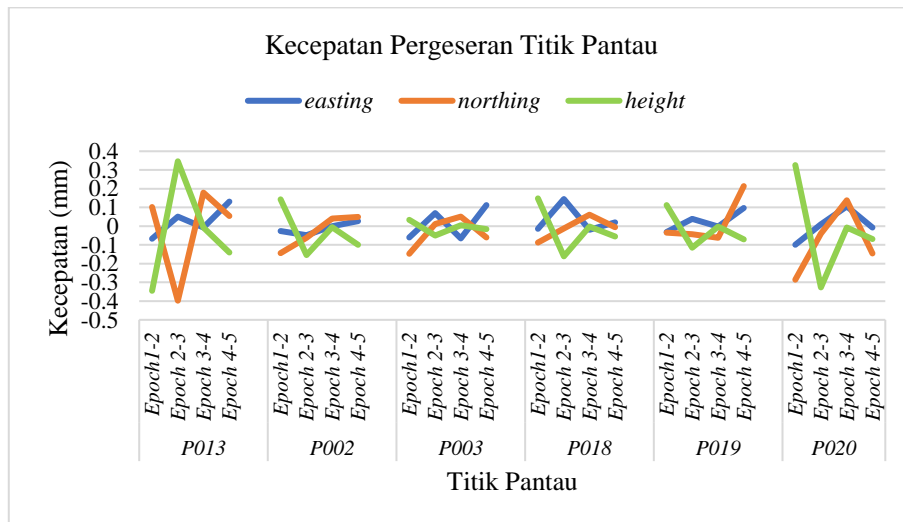 Kecepatan Pergeseran Titik Pantau
easting northing height
Kecepatan (mm)
0.4
0.3
0.2
0.1
0
-0.1
-0.2
-0.3
-0.4
-0.5
Epoch1-2
Epoch 2-3
Epoch 3-4
Epoch 4-5
Epoch1-2
Epoch 2-3
Epoch 3-4
Epoch 4-5
Epoch1-2
Epoch 2-3
Epoch 3-4
Epoch 4-5
Epoch1-2
Epoch 2-3
Epoch 3-4
Epoch 4-5
Epoch1-2
Epoch 2-3
Epoch 3-4
Epoch 4-5
Epoch1-2
Epoch 2-3
Epoch 3-4
Epoch 4-5
P013 P002 P003 P018 P019 P020
Titik Pantau